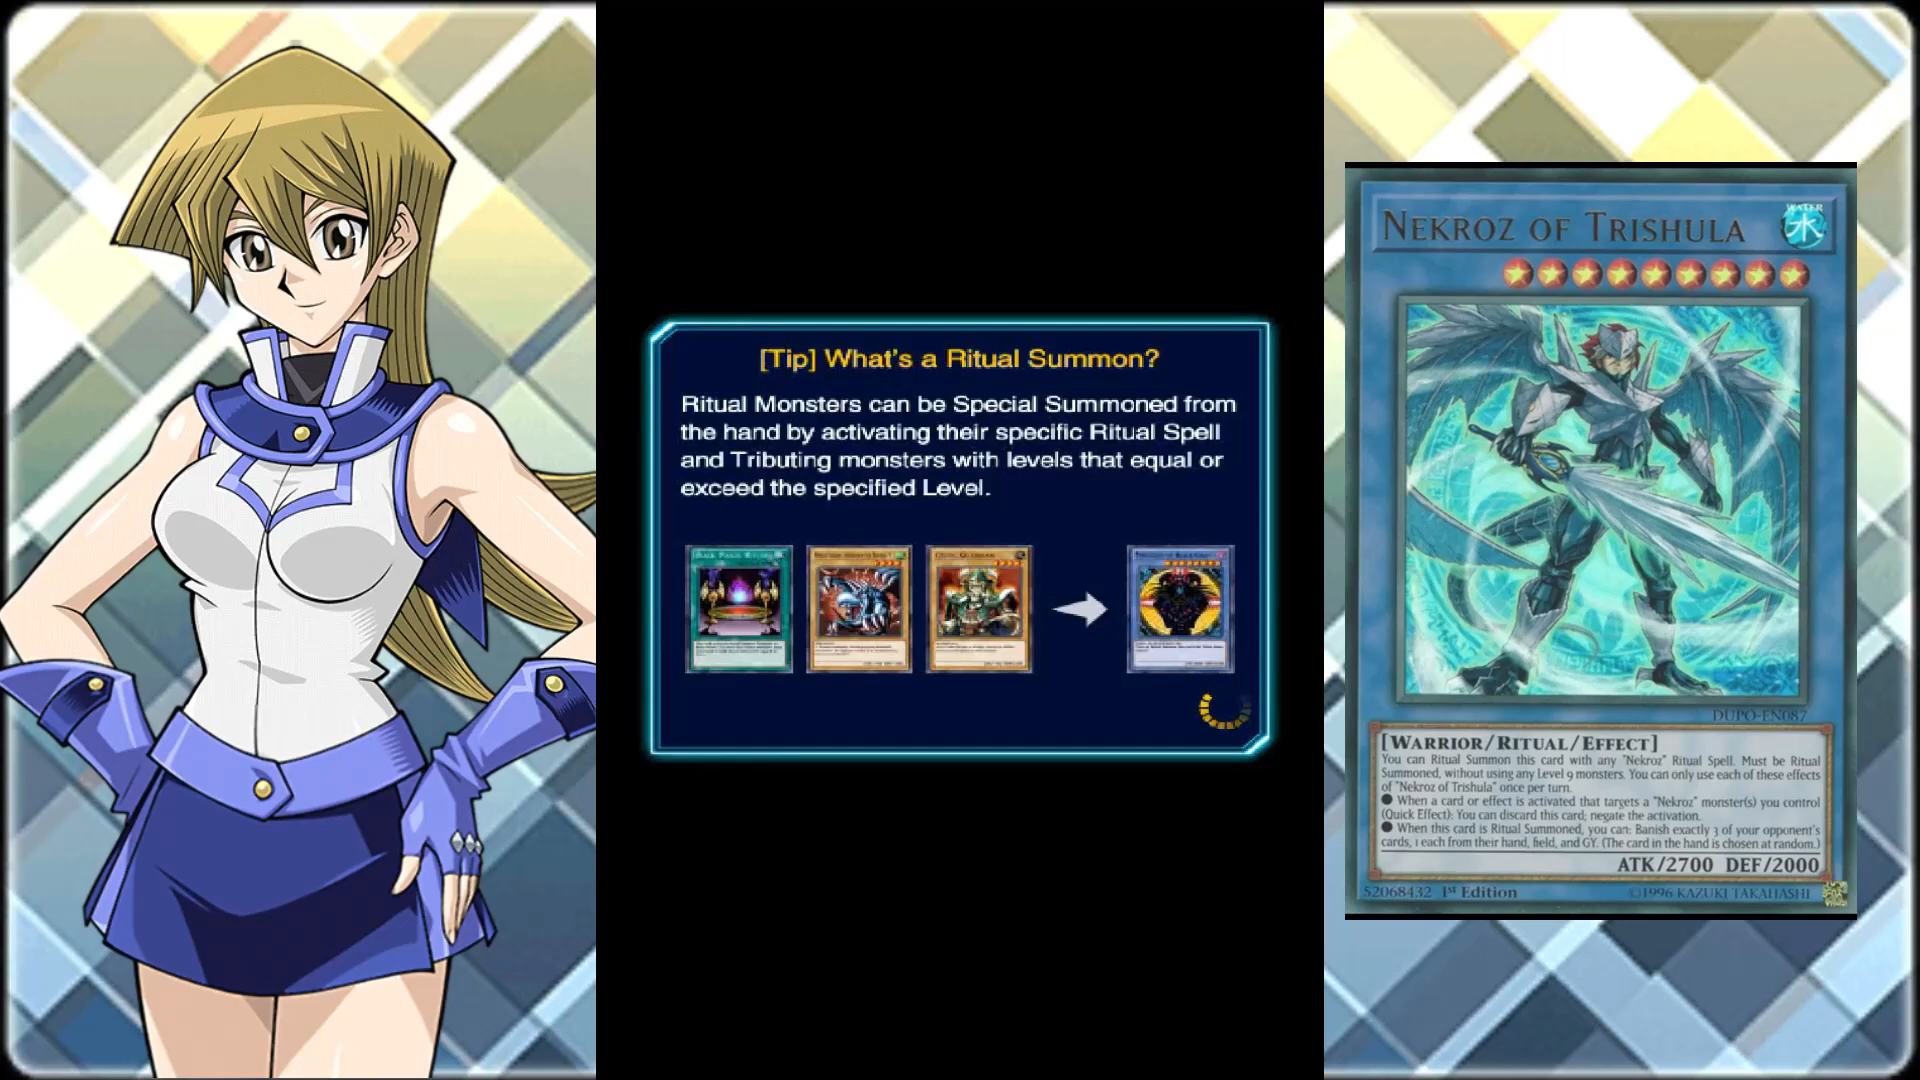 [Tip] What's a Ritual Summon?
Ritual Monsters can be Special Summoned from
the hand by activating their specific Ritual Spell
and Tributing monsters with levels that equal or
exceed the specified Level.
NEKROZ OF TRISHULA
WATER
水
DUPO-EN087
[WARRIOR/RITUAL/EFFECT]
You can Ritual Summon this card with any "Nekroz" Ritual Spell. Must be Ritual
Summoned, without using any Level 9 monsters. You can only use each of these effects
of "Nekroz of Trishula" once per turn.
● When a card or effect is activated that targets a "Nekroz" monster(s) you control
(Quick Effect): You can discard this card; negate the activation.
● When this card is Ritual Summoned, you can: Banish exactly 3 of your opponent's
cards, 1 each from their hand, field, and GY. (The card in the hand is chosen at random.)
ATK/2700 DEF/2000
52068432 1st Edition
©1996 KAZUKI TAKAHASHI